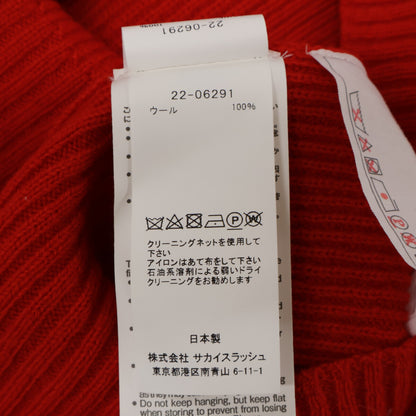 22-06291
22-06291
ウール 100%
P W
クリーニングネットを使用して
下さい
アイロンはあて布をして下さい
石油系溶剤による弱いドライ
クリーニングをお勧めします
日本製
株式会社 サカイスラッシュ
東京都港区南青山 6-11-1
● Do not keep hanging, but keep flat
when storing to prevent from losing